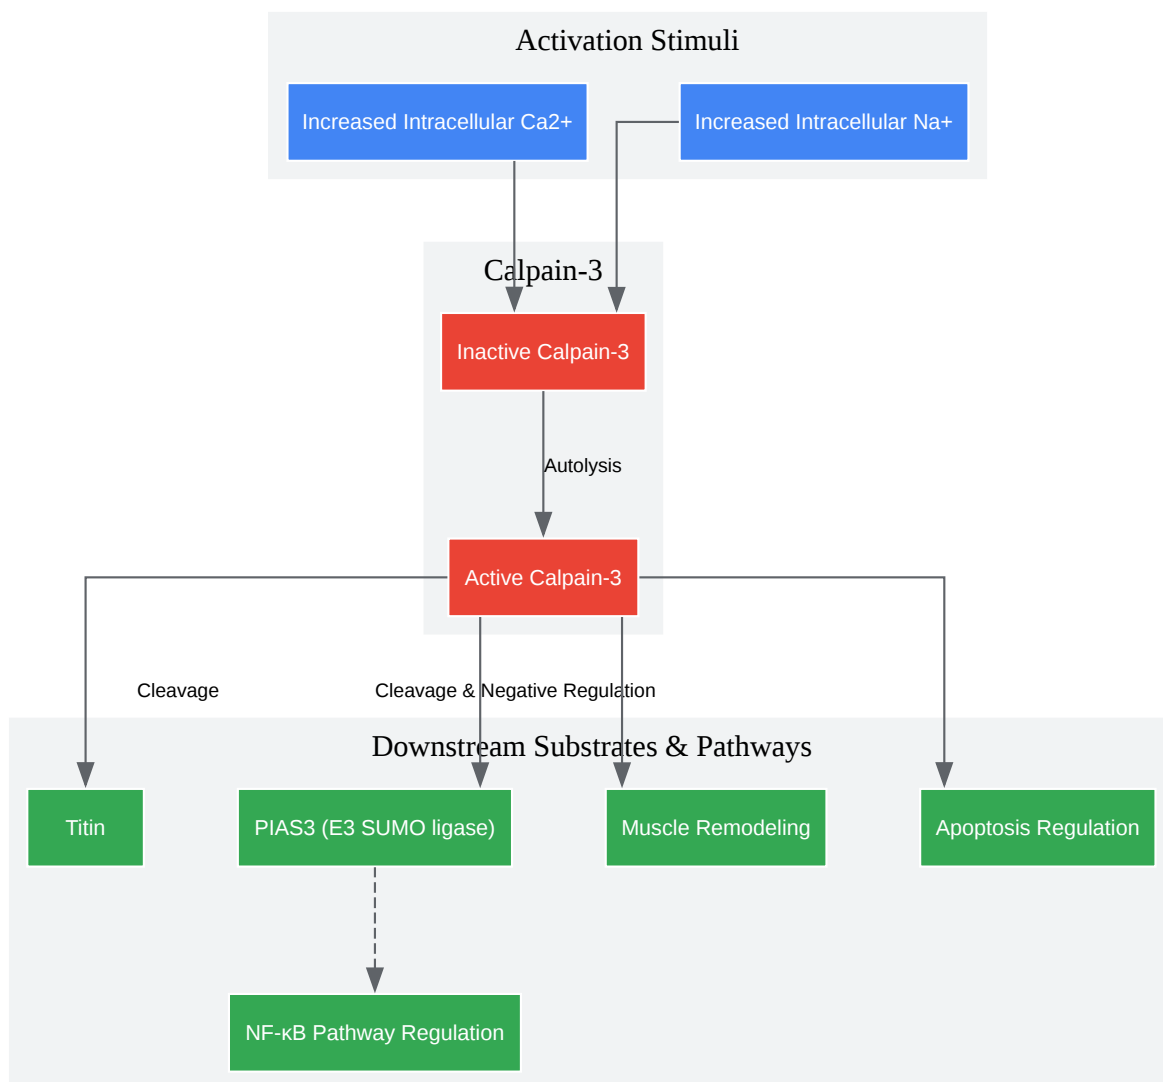 Activation Stimuli
Increased Intracellular Ca2+
Increased Intracellular Na+
Calpain-3
Inactive Calpain-3
Autolysis
Active Calpain-3
Cleavage
Cleavage & Negative Regulation
Downstream Substrates & Pathways
Titin
PIAS3 (E3 SUMO ligase)
Muscle Remodeling
Apoptosis Regulation
NF-κB Pathway Regulation